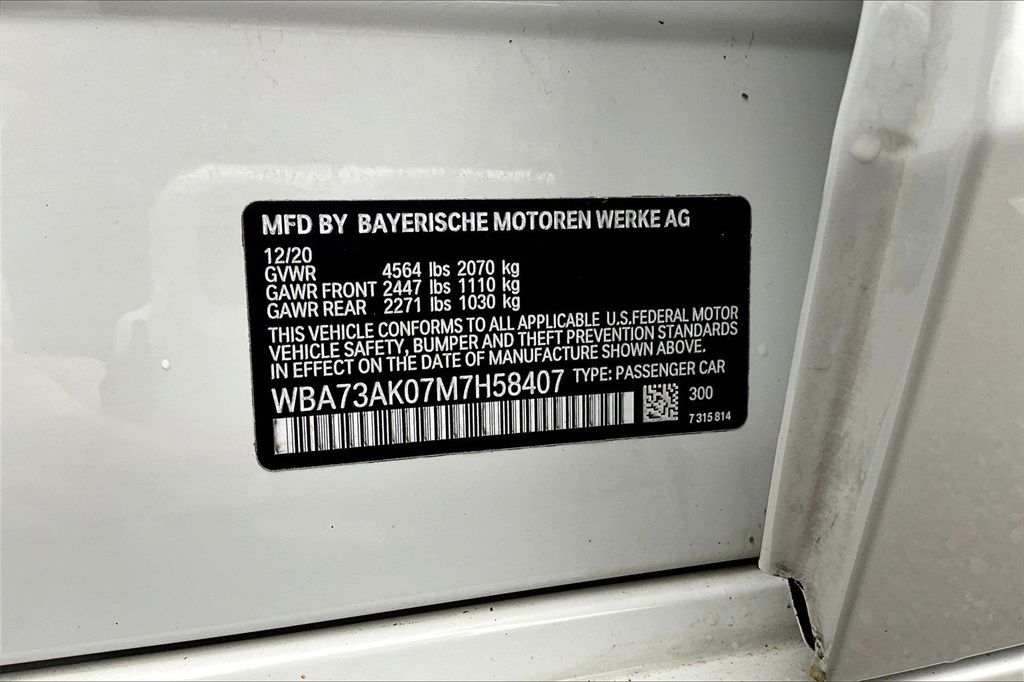 MFD BY BAYERISCHE MOTOREN WERKE AG
12/20
GVWR 4564 lbs 2070 kg
GAWR FRONT 2447 lbs 1110 kg
GAWR REAR 2271 lbs 1030 kg
THIS VEHICLE CONFORMS TO ALL APPLICABLE U.S.FEDERAL MOTOR
VEHICLE SAFETY, BUMPER AND THEFT PREVENTION STANDARDS
IN EFFECT ON THE DATE OF MANUFACTURE SHOWN ABOVE.
WBA73AK07M7H58407 TYPE: PASSENGER CAR
300
7 315 814